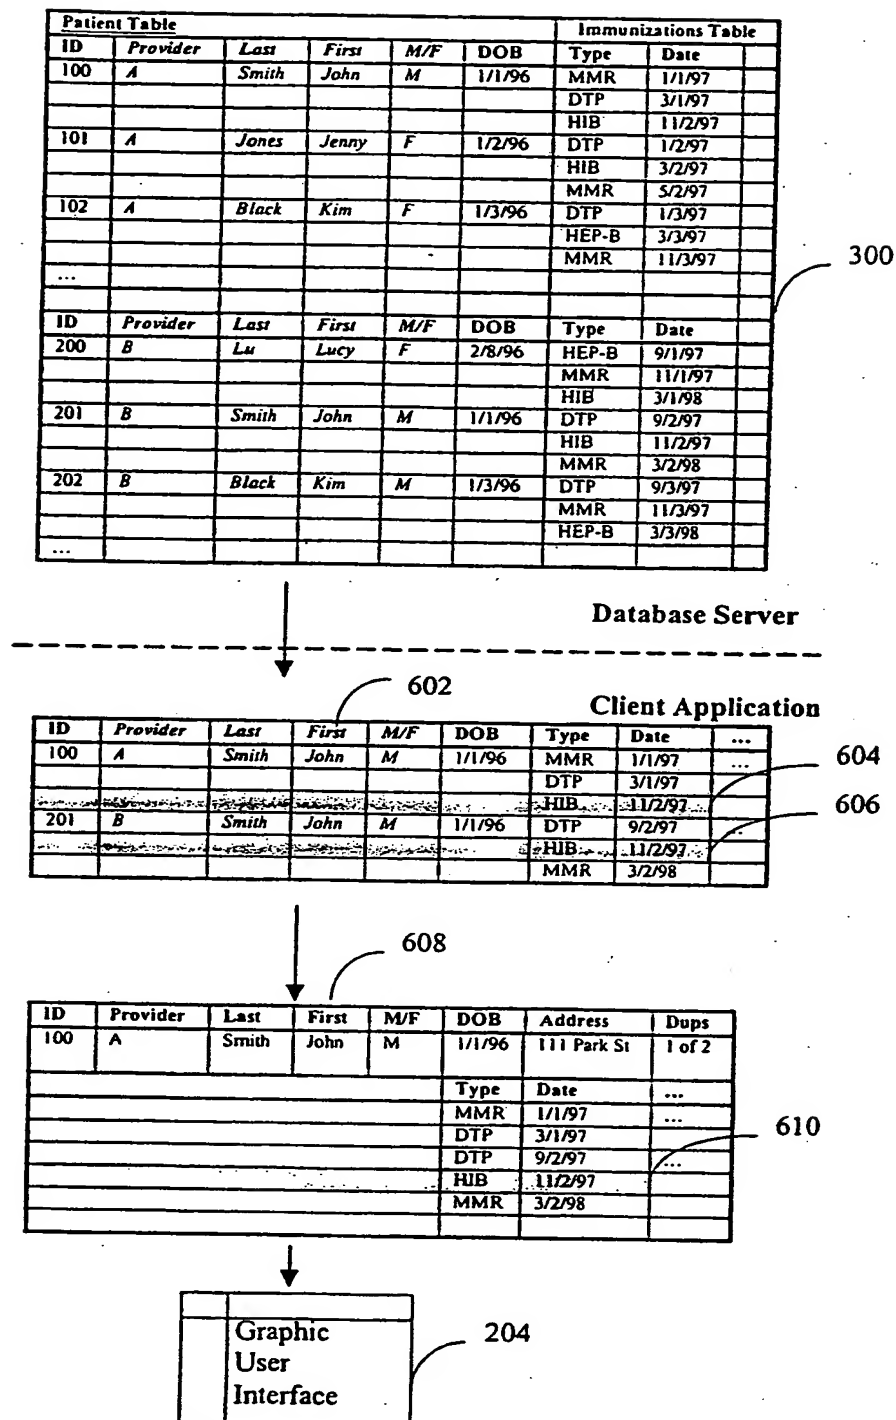 Patient Table Immunizations Table
ID Provider Last First M/F DOB Type Date
100 A Smith John M 1/1/96 MMR 1/1/97
DTP 3/1/97
HIB 11/2/97
101 A Jones Jenny F 1/2/96 DTP 1/2/97
HIB 3/2/97
MMR 5/2/97
102 A Black Kim F 1/3/96 DTP 1/3/97
HEP-B 3/3/97
MMR 11/3/97
300
...
ID Provider Last First M/F DOB Type Date
200 B Lu Lucy F 2/8/96 HEP-B 9/1/97
MMR 11/1/97
HIB 3/1/98
201 B Smith John M 1/1/96 DTP 9/2/97
HIB 11/2/97
MMR 3/2/98
202 B Black Kim M 1/3/96 DTP 9/3/97
MMR 11/3/97
HEP-B 3/3/98
...
Database Server
602
Client Application
ID Provider Last First M/F DOB Type Date ...
100 A Smith John M 1/1/96 MMR 1/1/97 ...
604
DTP 3/1/97
HIB 11/2/97
606
201 B Smith John M 1/1/96 DTP 9/2/97
HIB 11/2/97
MMR 3/2/98
608
ID Provider Last First M/F DOB Address Dups
100 A Smith John M 1/1/96 111 Park St 1 of 2
Type Date ...
MMR 1/1/97 ...
DTP 3/1/97
610
DTP 9/2/97 ...
HIB 11/2/97
MMR 3/2/98
Graphic
204
User
Interface